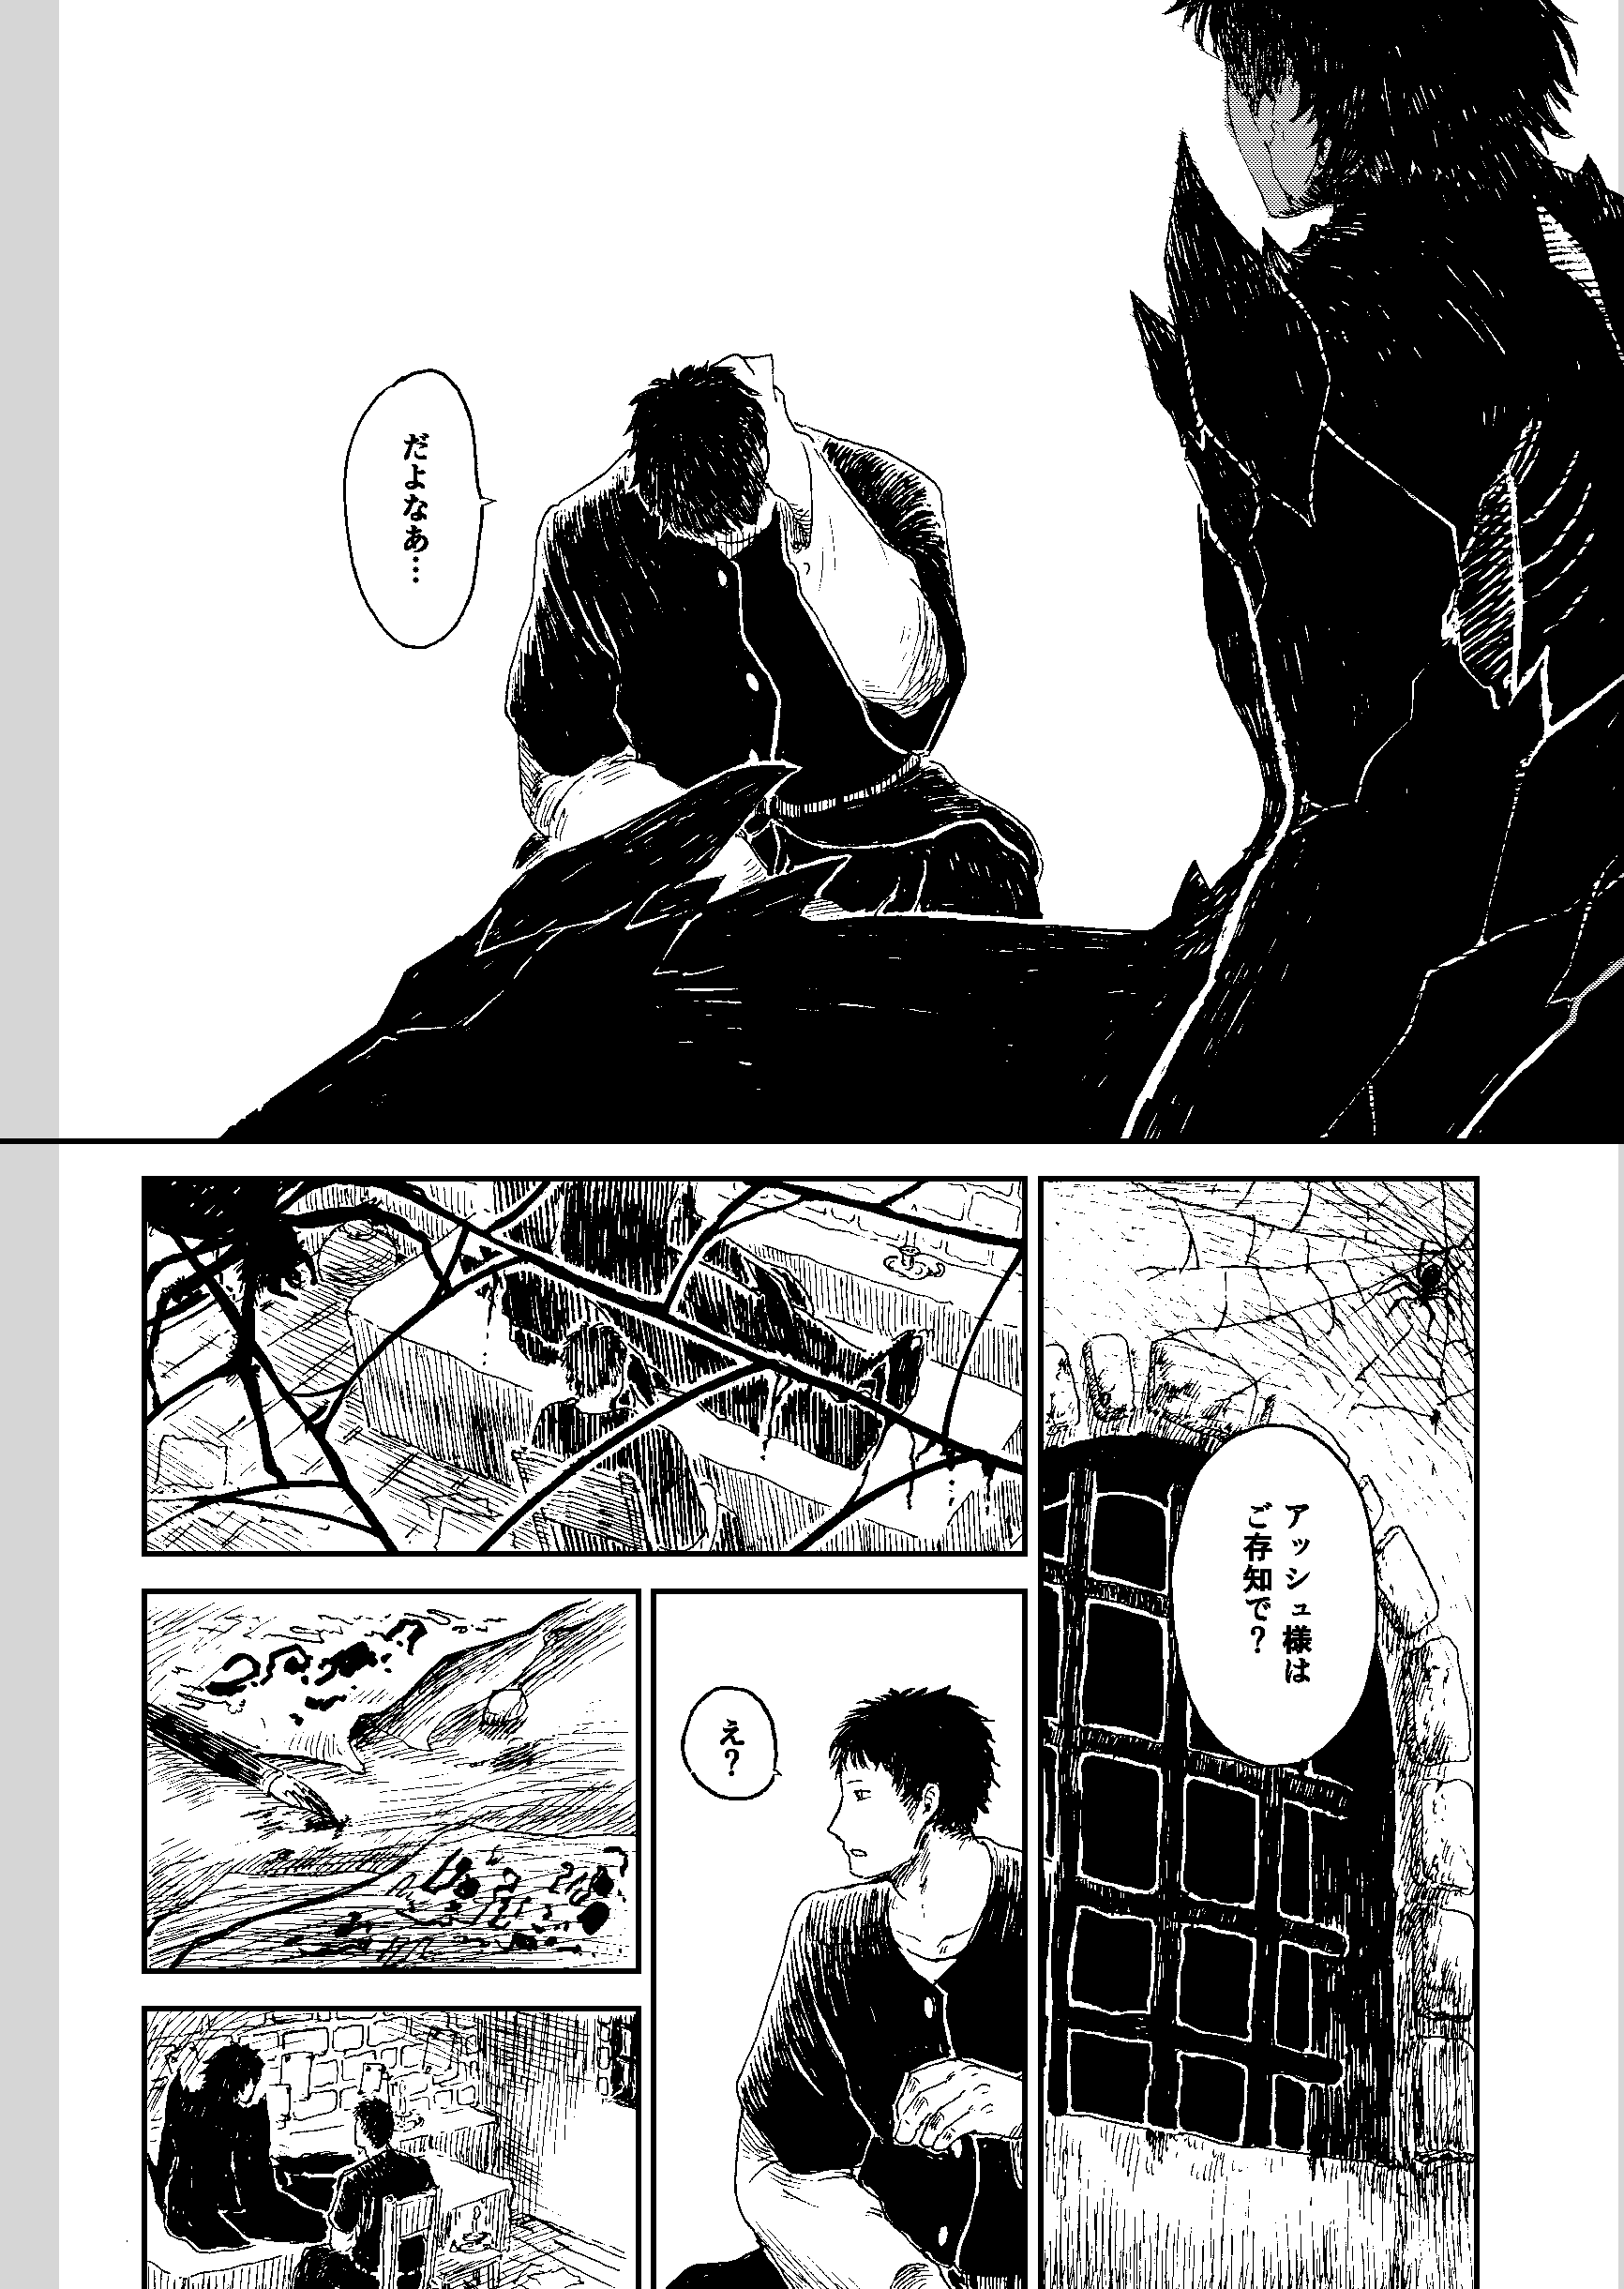 だよなあ…
アッシュ様は
ご存知で？
え？